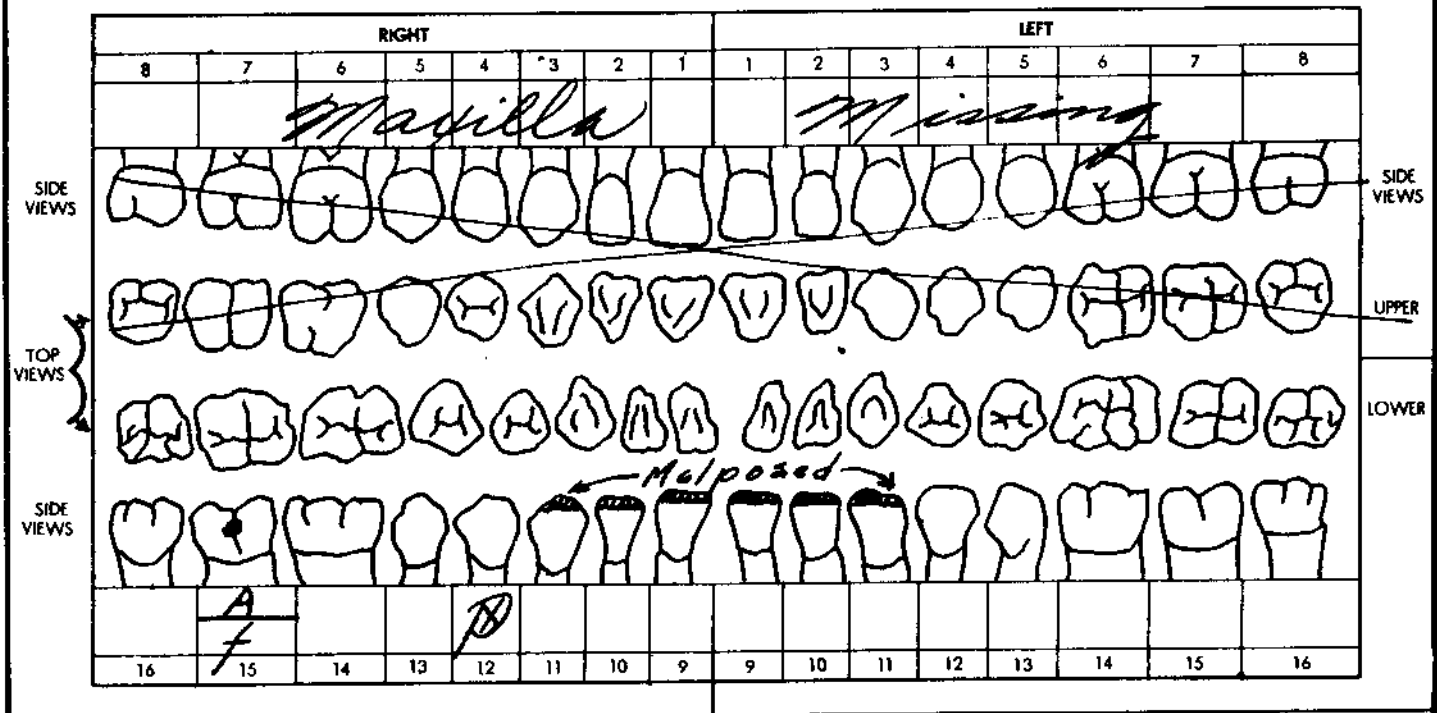 RIGHT LEFT
8 7 6 5 4 3 2 1 1 2 3 4 5 6 7 8
Maxilla Missing
SIDE VIEWS SIDE VIEWS
UPPER
TOP VIEWS
LOWER
Malposed
SIDE VIEWS
A
f
16 15 14 13 12 11 10 9 9 10 11 12 13 14 15 16